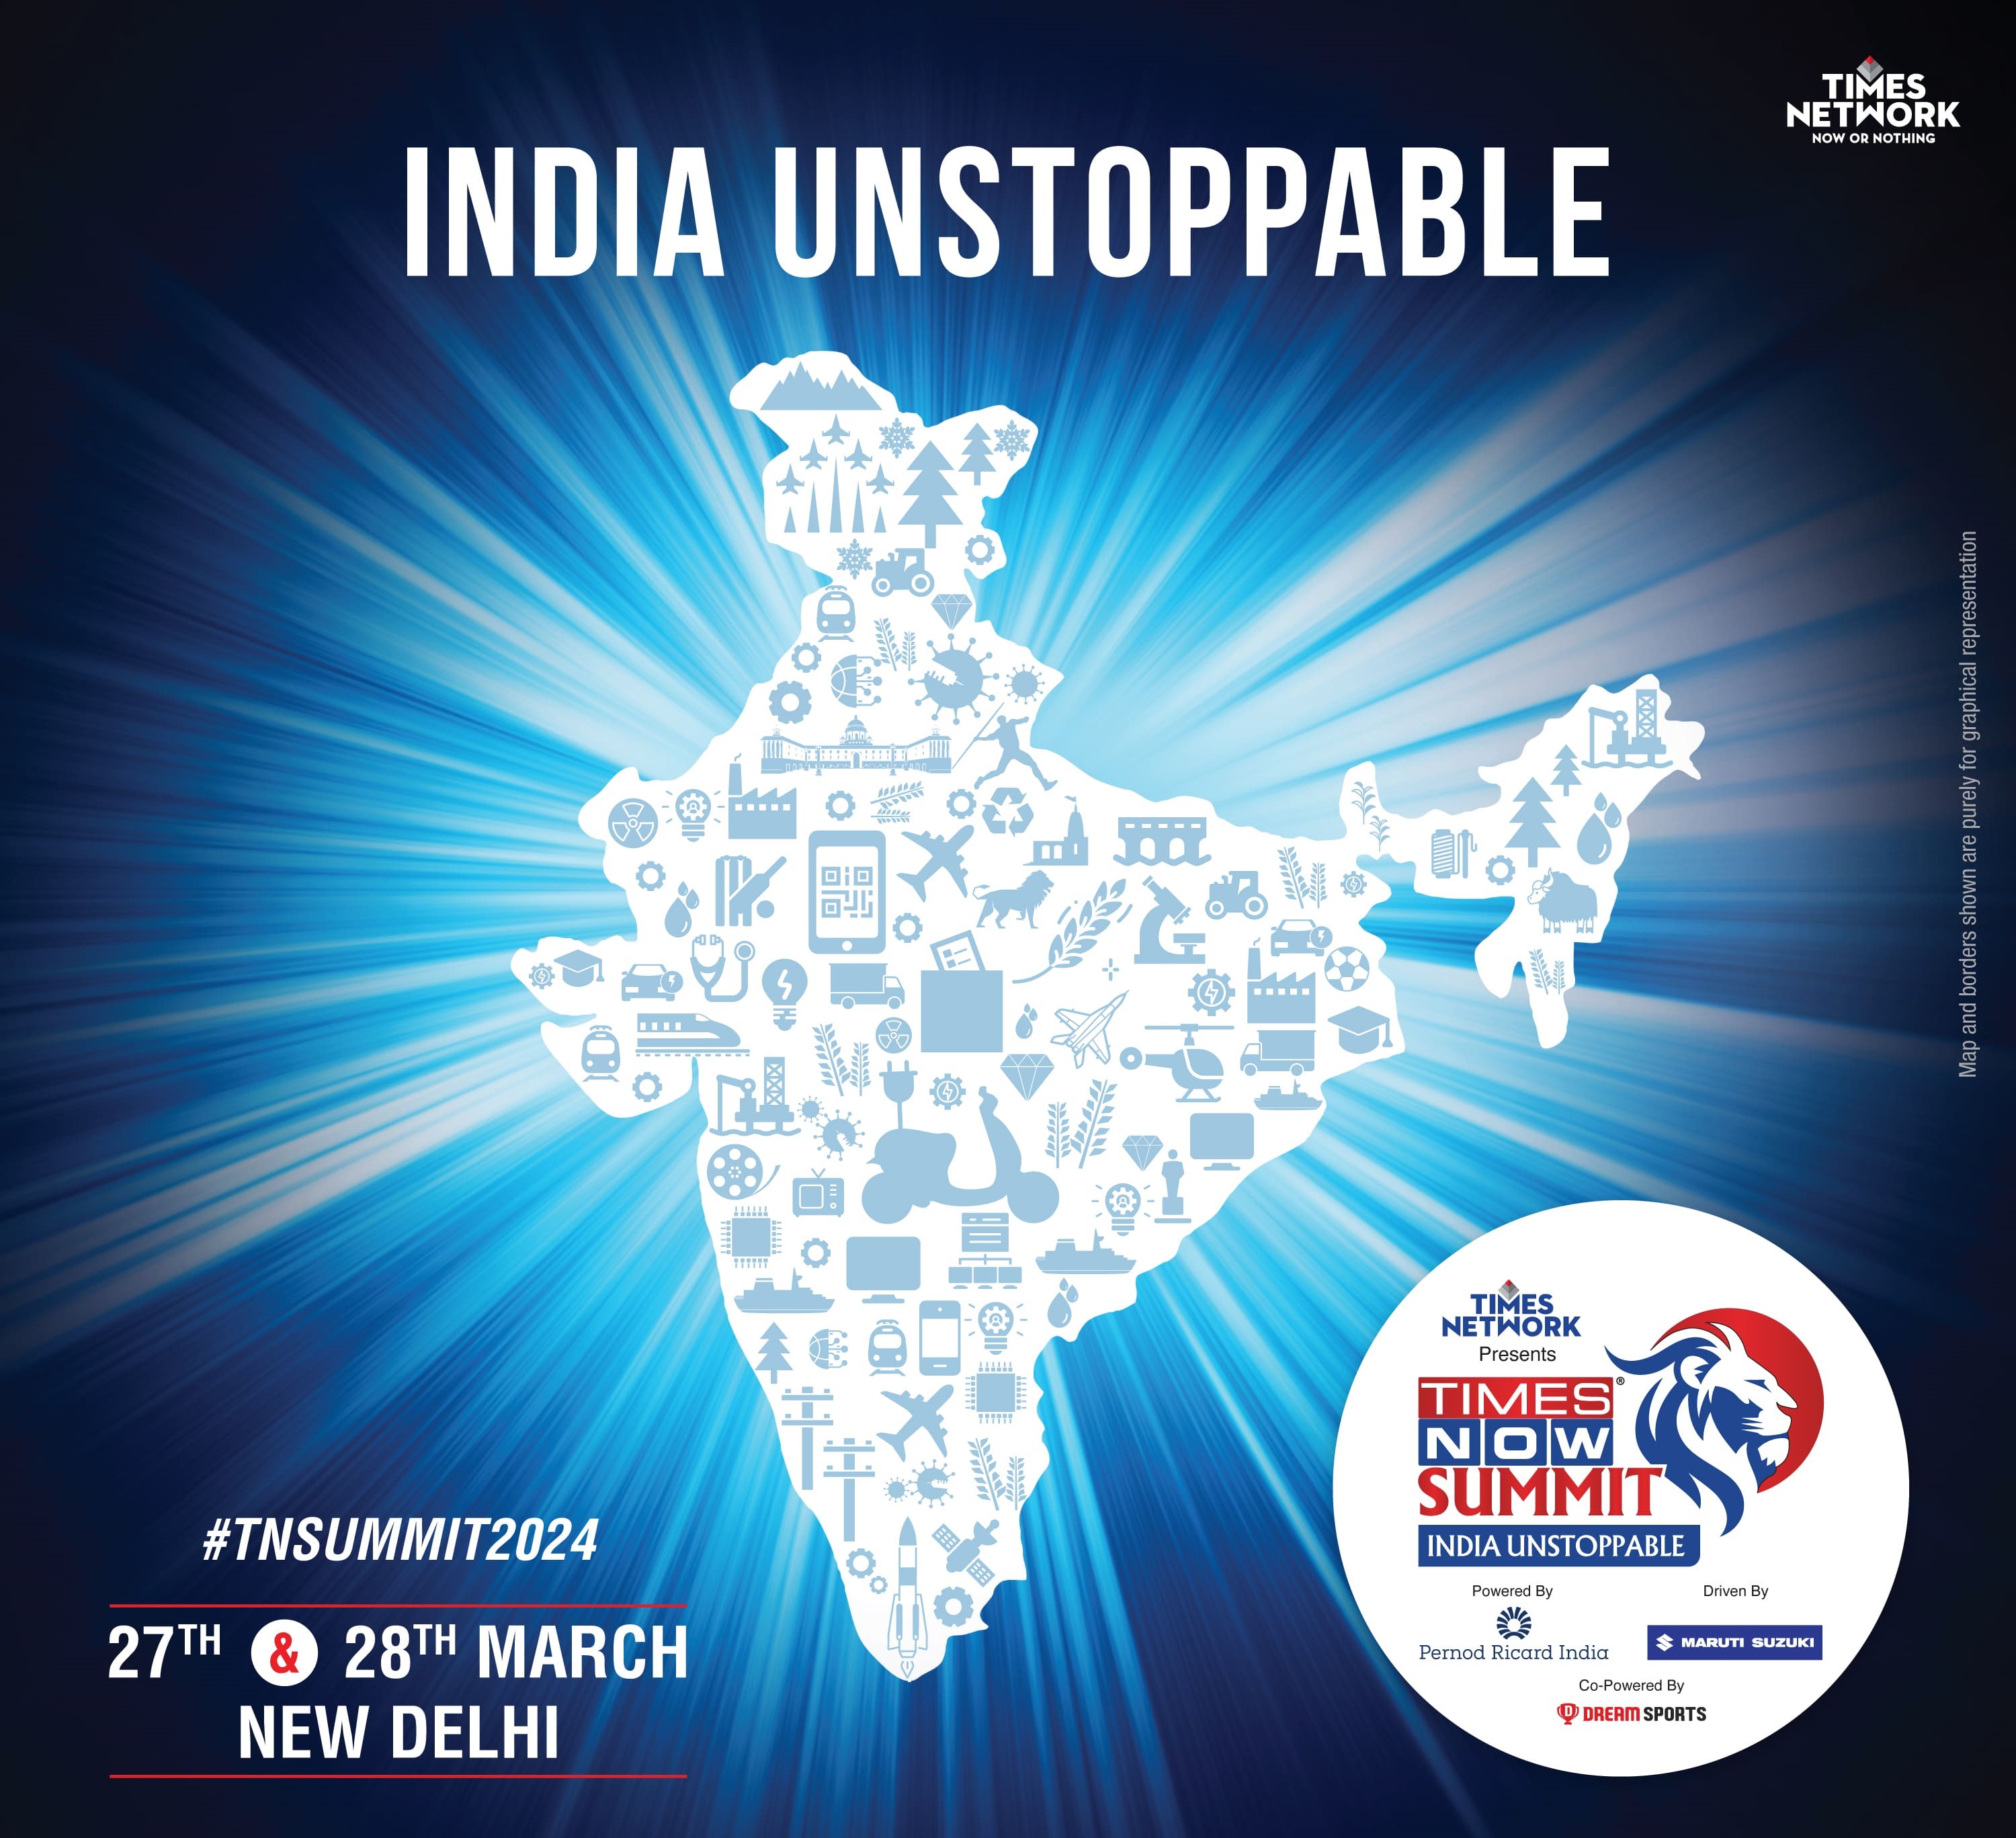 TIMES
NETWORK
NOW OR NOTHING
INDIA UNSTOPPABLE
Map and borders shown are purely for graphical representation
#TNSUMMIT2024
27TH & 28TH MARCH
NEW DELHI
TIMES
NETWORK
Presents
TIMES®
NOW
SUMMIT
INDIA UNSTOPPABLE
Powered By
Pernod Ricard India
Driven By
MARUTI SUZUKI
Co-Powered By
D DREAM SPORTS